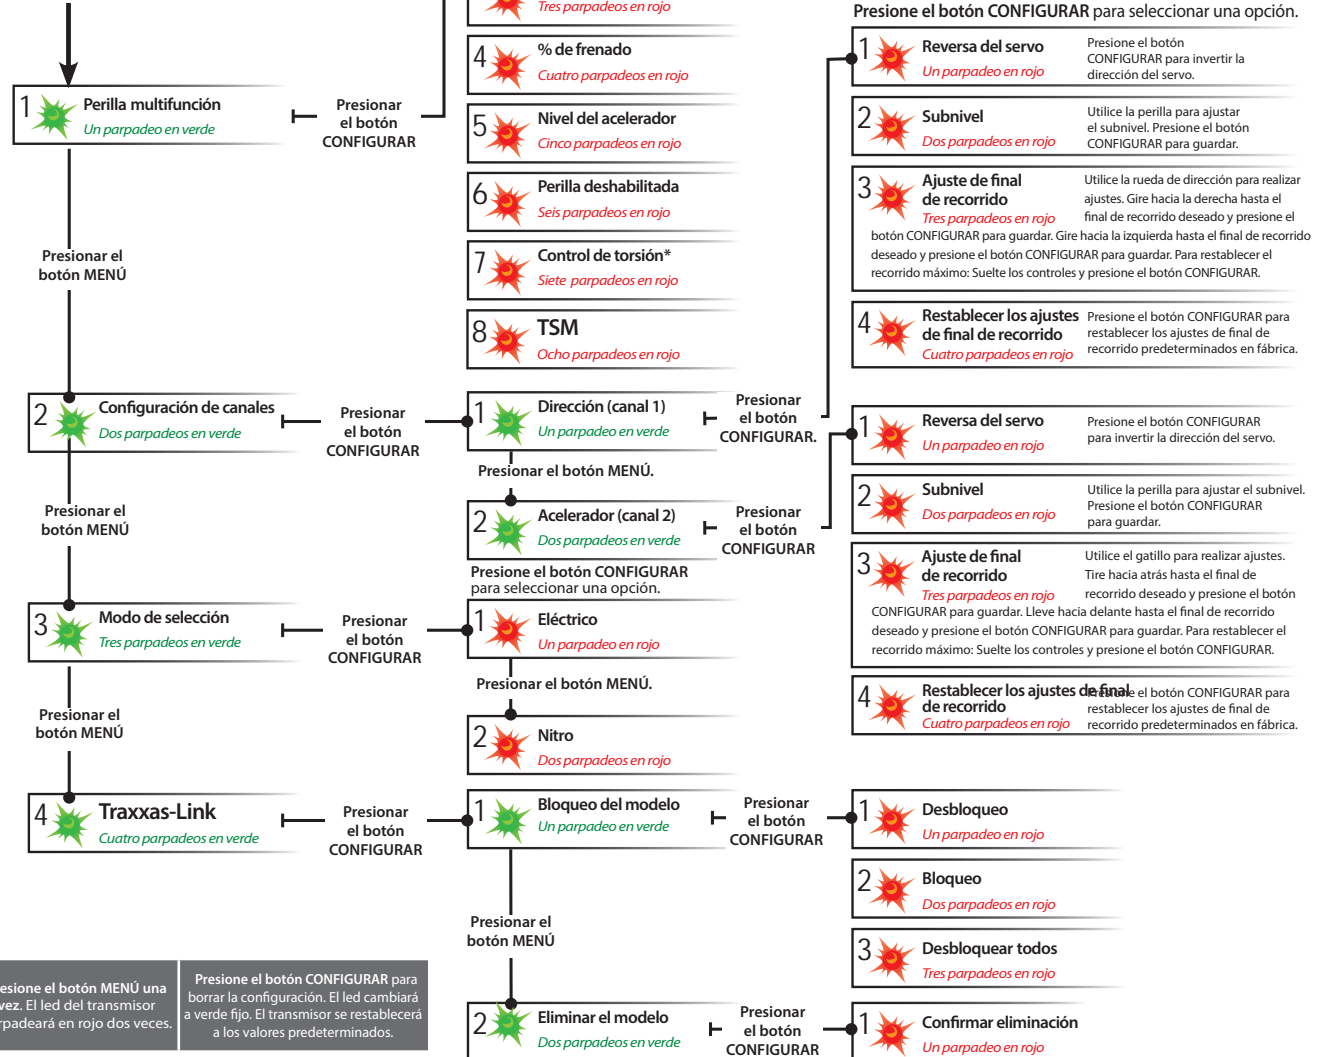 1
Perilla multifunción
Un parpadeo en verde
Presionar
el botón
CONFIGURAR
Presionar el
botón MENÚ
2
Configuración de canales
Dos parpadeos en verde
Presionar
el botón
CONFIGURAR
Presionar el
botón MENÚ
3
Modo de selección
Tres parpadeos en verde
Presionar
el botón
CONFIGURAR
Presionar el
botón MENÚ
4
Traxxas-Link
Cuatro parpadeos en verde
Presionar
el botón
CONFIGURAR
esione el botón MENÚ una
vez. El led del transmisor
rpadeará en rojo dos veces.
Presione el botón CONFIGURAR para
borrar la configuración. El led cambiará
a verde fijo. El transmisor se restablecerá
a los valores predeterminados.
Tres parpadeos en rojo
4
% de frenado
Cuatro parpadeos en rojo
5
Nivel del acelerador
Cinco parpadeos en rojo
6
Perilla deshabilitada
Seis parpadeos en rojo
7
Control de torsión*
Siete parpadeos en rojo
8
TSM
Ocho parpadeos en rojo
1
Dirección (canal 1)
Un parpadeo en verde
Presionar
el botón
CONFIGURAR.
Presionar el botón MENÚ.
2
Acelerador (canal 2)
Dos parpadeos en verde
Presionar
el botón
CONFIGURAR
Presione el botón CONFIGURAR
para seleccionar una opción.
1
Eléctrico
Un parpadeo en rojo
Presionar el botón MENÚ.
2
Nitro
Dos parpadeos en rojo
1
Bloqueo del modelo
Un parpadeo en verde
Presionar
el botón
CONFIGURAR
Presionar el
botón MENÚ
2
Eliminar el modelo
Dos parpadeos en verde
Presionar
el botón
CONFIGURAR
Presione el botón CONFIGURAR para seleccionar una opción.
1
Reversa del servo
Un parpadeo en rojo
Presione el botón
CONFIGURAR para invertir la
dirección del servo.
2
Subnivel
Dos parpadeos en rojo
Utilice la perilla para ajustar
el subnivel. Presione el botón
CONFIGURAR para guardar.
3
Ajuste de final
de recorrido
Tres parpadeos en rojo
Utilice la rueda de dirección para realizar
ajustes. Gire hacia la derecha hasta el
final de recorrido deseado y presione el
botón CONFIGURAR para guardar. Gire hacia la izquierda hasta el final de recorrido
deseado y presione el botón CONFIGURAR para guardar. Para restablecer el
recorrido máximo: Suelte los controles y presione el botón CONFIGURAR.
4
Restablecer los ajustes
de final de recorrido
Cuatro parpadeos en rojo
Presione el botón CONFIGURAR para
restablecer los ajustes de final de
recorrido predeterminados en fábrica.
1
Reversa del servo
Un parpadeo en rojo
Presione el botón CONFIGURAR
para invertir la dirección del servo.
2
Subnivel
Dos parpadeos en rojo
Utilice la perilla para ajustar el subnivel.
Presione el botón CONFIGURAR
para guardar.
3
Ajuste de final
de recorrido
Tres parpadeos en rojo
Utilice el gatillo para realizar ajustes.
Tire hacia atrás hasta el final de
recorrido deseado y presione el botón
CONFIGURAR para guardar. Lleve hacia delante hasta el final de recorrido
deseado y presione el botón CONFIGURAR para guardar. Para restablecer el
recorrido máximo: Suelte los controles y presione el botón CONFIGURAR.
4
Restablecer los ajustes de final
de recorrido
Cuatro parpadeos en rojo
Presione el botón CONFIGURAR para
restablecer los ajustes de final de
recorrido predeterminados en fábrica.
1
Desbloqueo
Un parpadeo en rojo
2
Bloqueo
Dos parpadeos en rojo
3
Desbloquear todos
Tres parpadeos en rojo
1
Confirmar eliminación
Un parpadeo en rojo